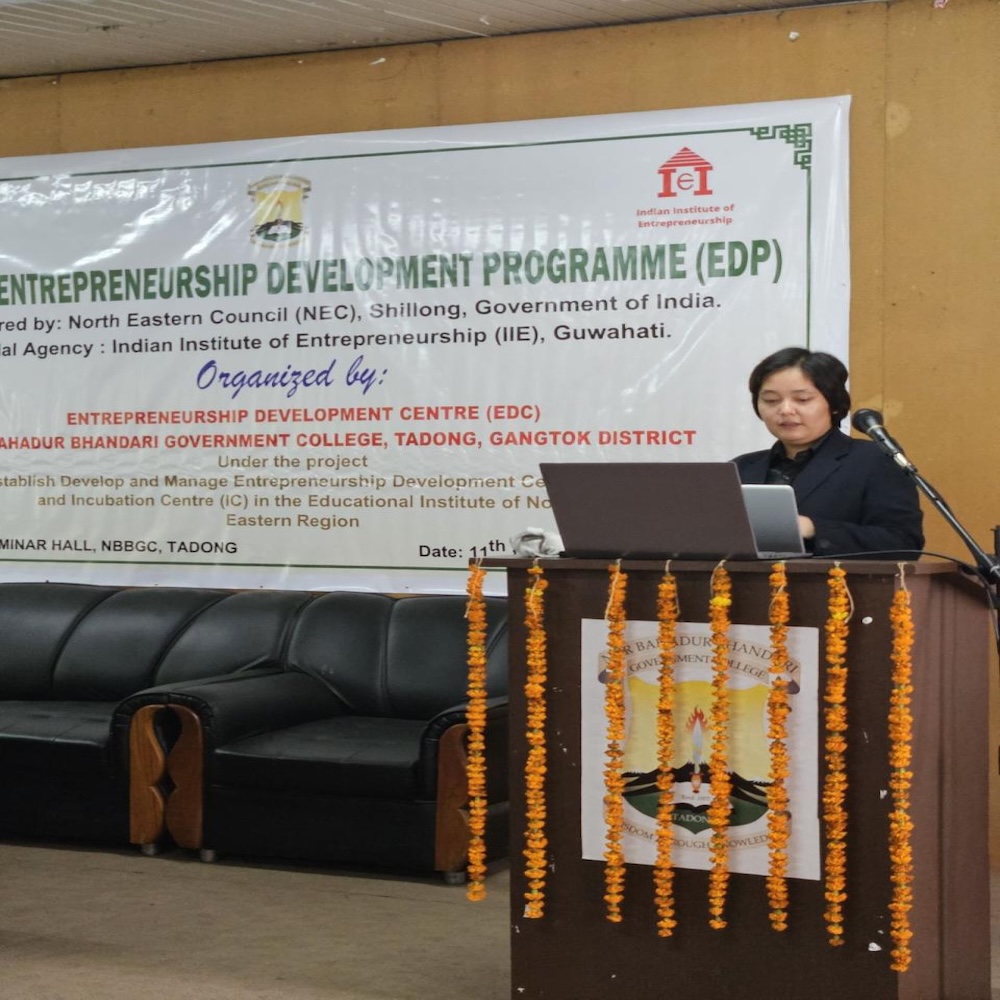 Indian Institute of
Entrepreneurship
ENTREPRENEURSHIP DEVELOPMENT PROGRAMME (EDP)
red by: North Eastern Council (NEC), Shillong, Government of India.
al Agency : Indian Institute of Entrepreneurship (IIE), Guwahati.
Organized by:
ENTREPRENEURSHIP DEVELOPMENT CENTRE (EDC)
AHADUR BHANDARI GOVERNMENT COLLEGE, TADONG, GANGTOK DISTRICT
Under the project
stablish Develop and Manage Entrepreneurship Development Ce
and Incubation Centre (IC) in the Educational Institute of No
Eastern Region
MINAR HALL, NBBGC, TADONG
Date: 11th
GOVERNMENT COLLEGE
TADONG